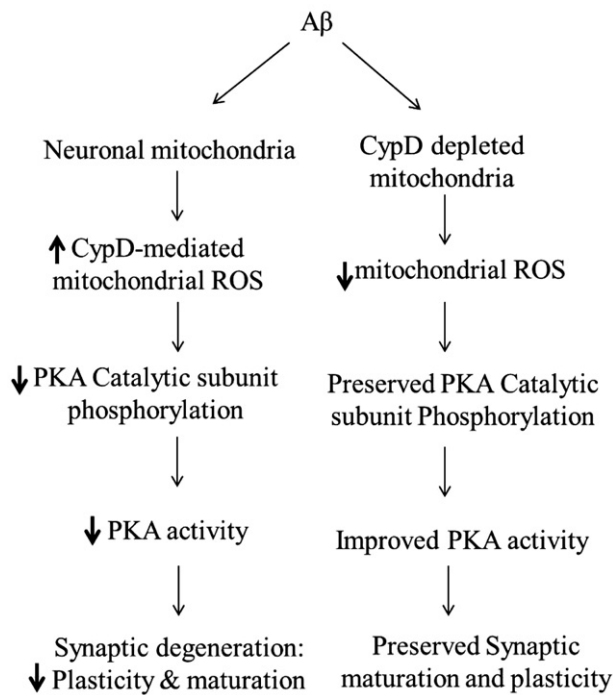 Aβ
Neuronal mitochondria
CypD depleted
mitochondria
↑ CypD-mediated
mitochondrial ROS
↓ mitochondrial ROS
↓ PKA Catalytic subunit
phosphorylation
Preserved PKA Catalytic
subunit Phosphorylation
↓ PKA activity
Improved PKA activity
Synaptic degeneration:
↓ Plasticity & maturation
Preserved Synaptic
maturation and plasticity